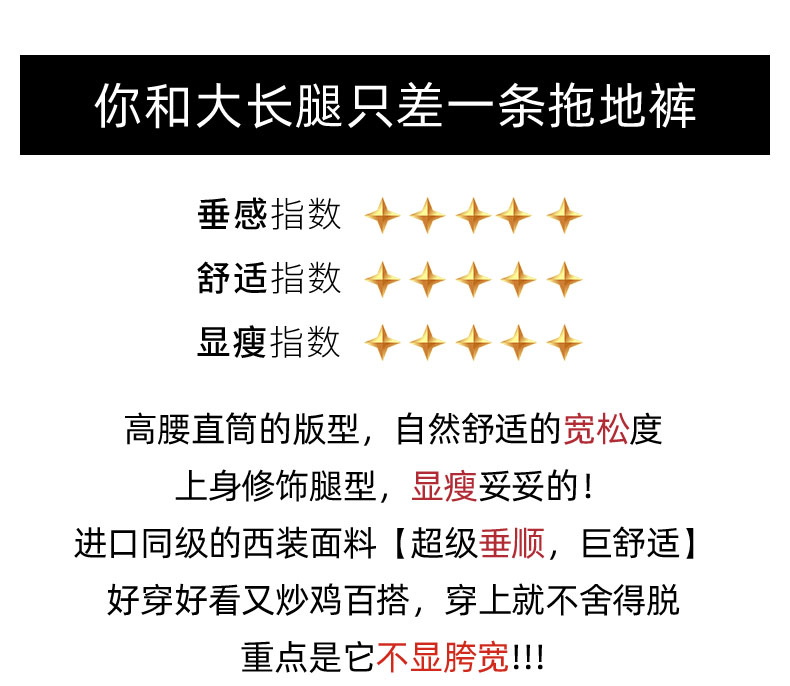 你和大长腿只差一条拖地裤
垂感指数
舒适指数
显瘦指数
高腰直筒的版型，自然舒适的宽松度
上身修饰腿型，显瘦妥妥的！
进口同级的西装面料【超级垂顺，巨舒适】
好穿好看又炒鸡百搭，穿上就不舍得脱
重点是它不显胯宽!!!